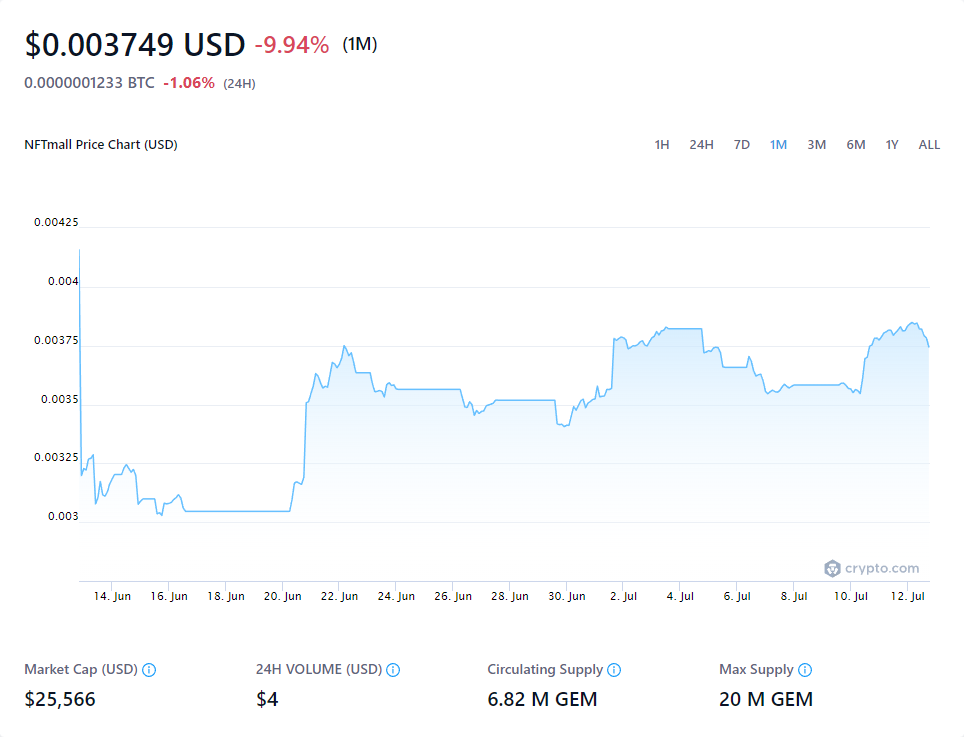 $0.003749 USD -9.94% (1M)
0.0000001233 BTC -1.06% (24H)
NFTmall Price Chart (USD)
1H 24H 7D 1M 3M 6M 1Y ALL
0.00425
0.004
0.00375
0.0035
0.00325
0.003
crypto.com
14. Jun 16. Jun 18. Jun 20. Jun 22. Jun 24. Jun 26. Jun 28. Jun 30. Jun 2. Jul 4. Jul 6. Jul 8. Jul 10. Jul 12. Jul
Market Cap (USD) 24H VOLUME (USD) Circulating Supply Max Supply
$25,566 $4 6.82 M GEM 20 M GEM